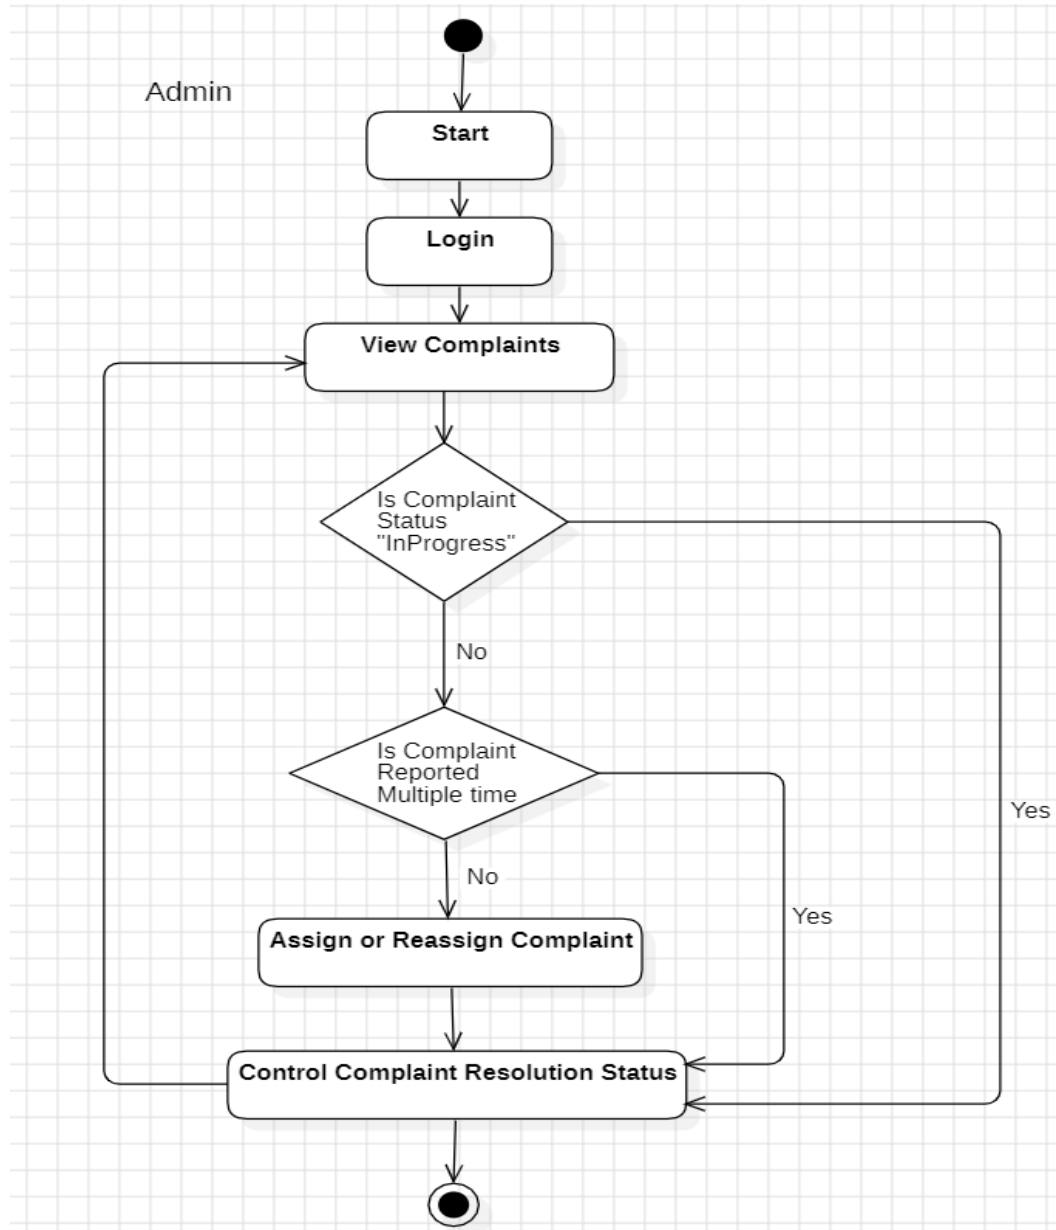 Admin
Start
Login
View Complaints
Is Complaint
Status
"InProgress"
No
Is Complaint
Reported
Multiple time
Yes
No
Yes
Assign or Reassign Complaint
Control Complaint Resolution Status